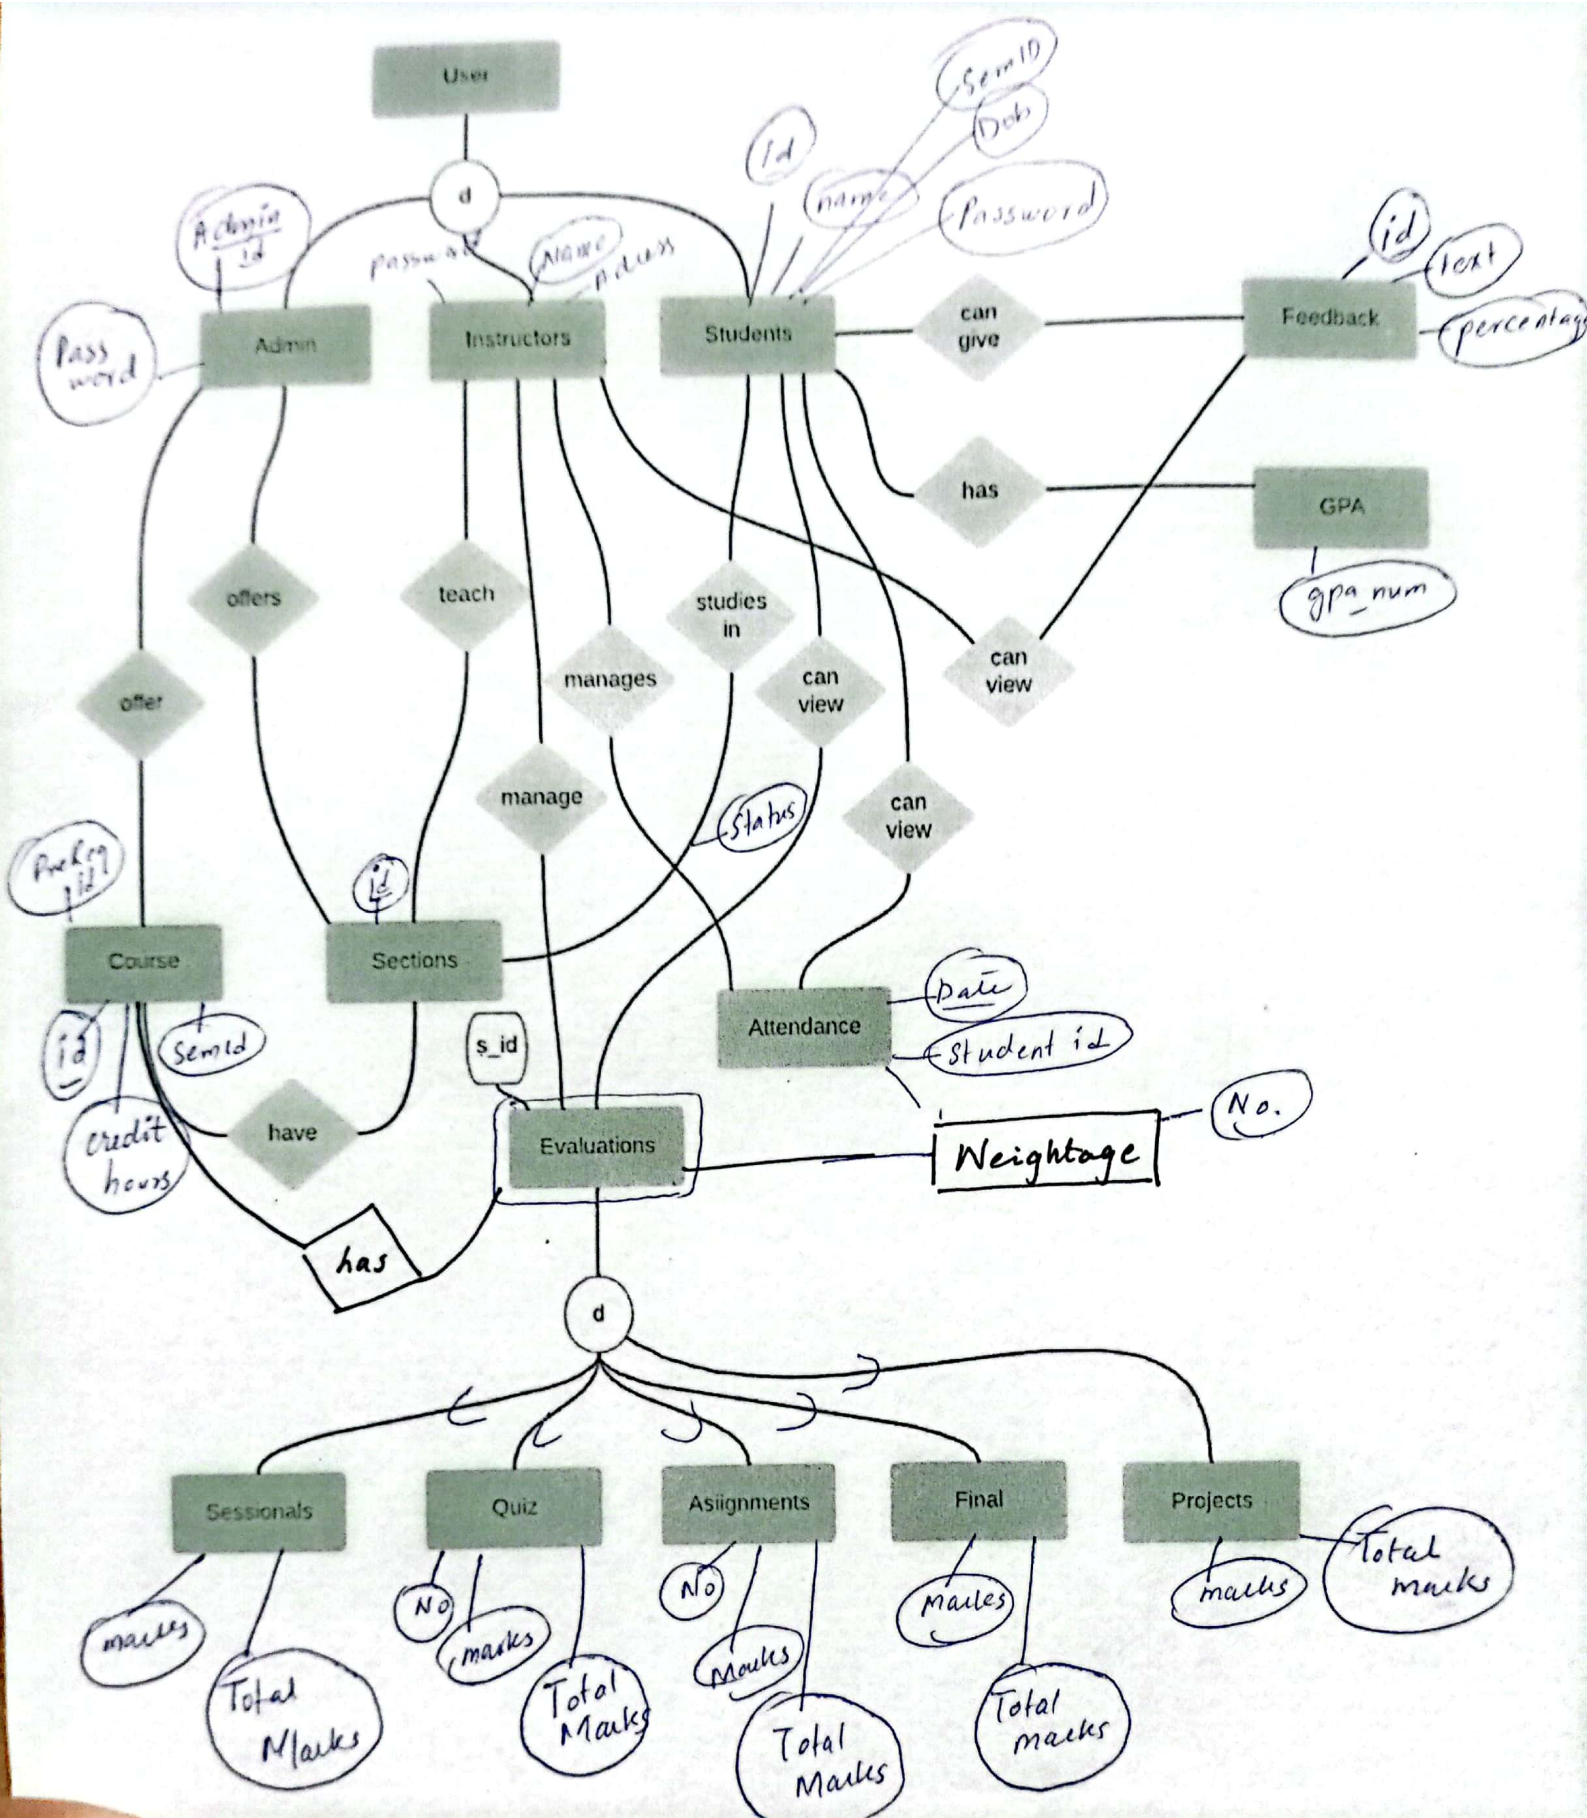 User
d
SemID
Dob
id
name
Password
Admin
id
password
Name
Adress
id
Text
percentage
Pass
word
Admin
Instructors
Students
can
give
Feedback
has
GPA
gpa_num
offers
teach
studies
in
manages
can
view
can
view
offer
manage
Status
can
view
PreReq
id
id
Course
Sections
Date
Attendance
Student id
id
SemId
s_id
No.
credit
hours
have
Evaluations
Weightage
has
d
Sessionals
Quiz
Asiignments
Final
Projects
marks
Total
Marks
No
marks
Total
Marks
No
Marks
Total
Marks
Marks
Total
marks
marks
Total
marks